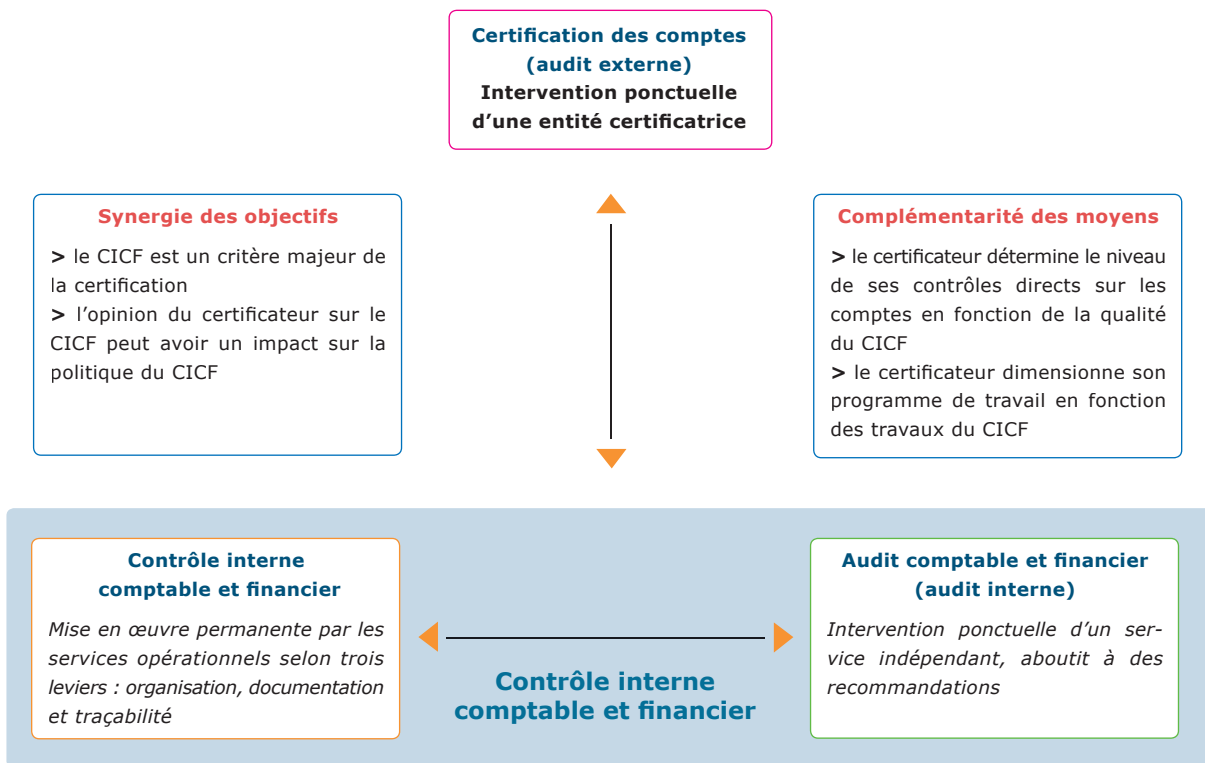 Certification des comptes
(audit externe)
Intervention ponctuelle
d’une entité certificatrice
Synergie des objectifs
> le CICF est un critère majeur de
la certification
> l’opinion du certificateur sur le
CICF peut avoir un impact sur la
politique du CICF
Complémentarité des moyens
> le certificateur détermine le niveau
de ses contrôles directs sur les
comptes en fonction de la qualité
du CICF
> le certificateur dimensionne son
programme de travail en fonction
des travaux du CICF
Contrôle interne
comptable et financier
Mise en œuvre permanente par les
services opérationnels selon trois
leviers : organisation, documentation
et traçabilité
Contrôle interne
comptable et financier
Audit comptable et financier
(audit interne)
Intervention ponctuelle d’un ser-
vice indépendant, aboutit à des
recommandations